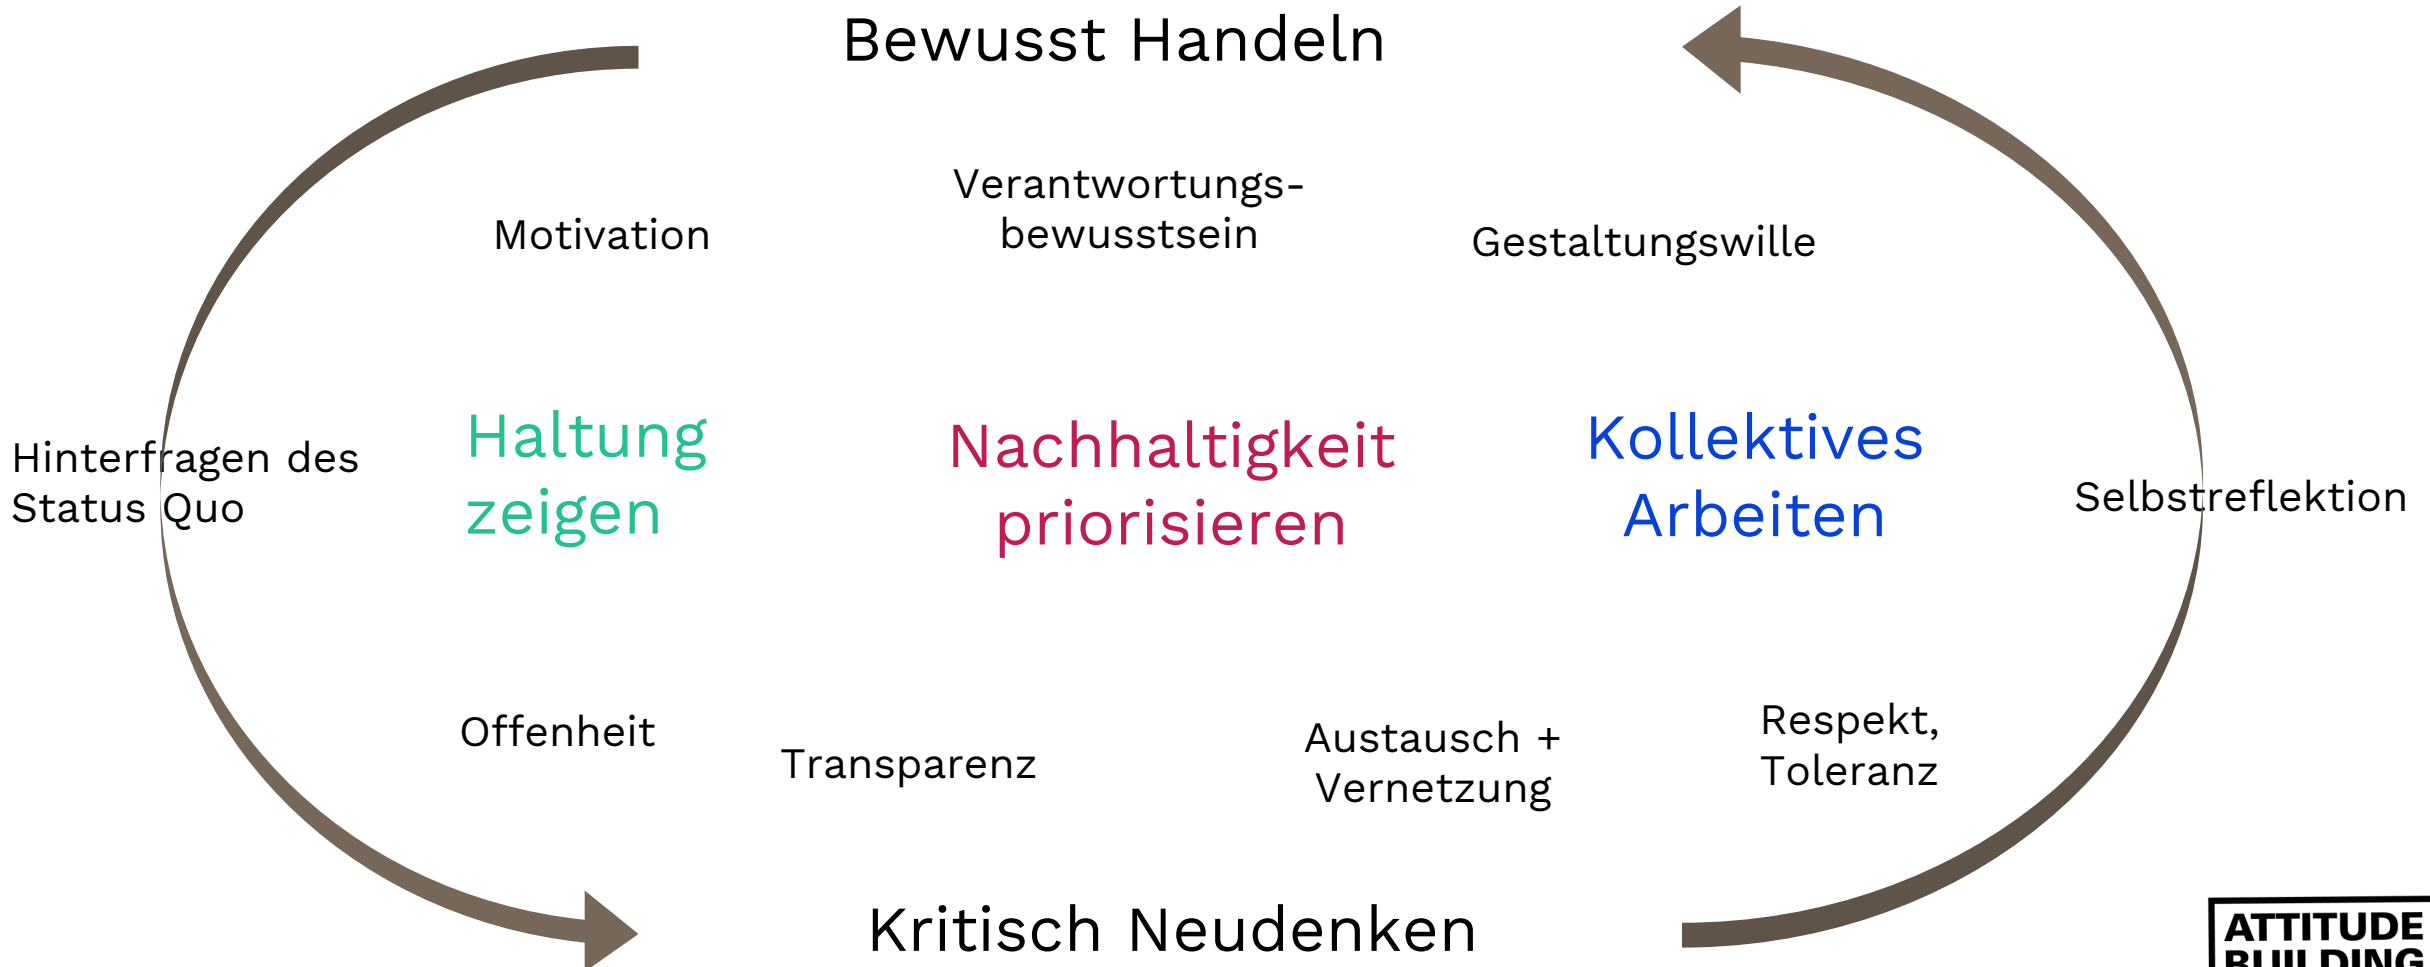 Bewusst Handeln
Verantwortungs-
bewusstsein
Motivation
Gestaltungswille
Hinterfragen des
Status Quo
Haltung
zeigen
Nachhaltigkeit
priorisieren
Kollektives
Arbeiten
Selbstreflektion
Offenheit
Transparenz
Austausch +
Vernetzung
Respekt,
Toleranz
Kritisch Neudenken
ATTITUDE
BUILDING